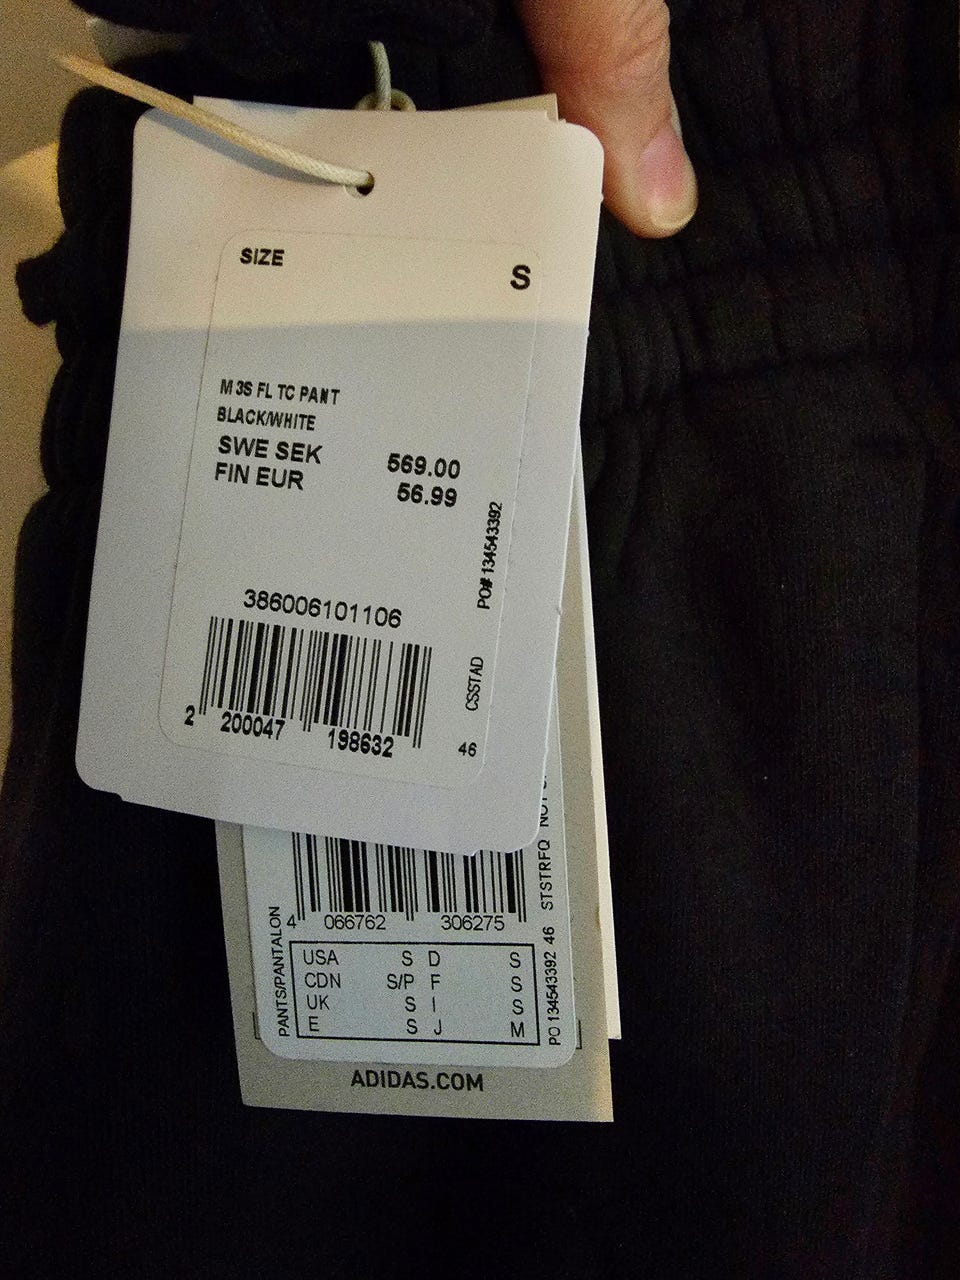 SIZE S
M 3S FL TC PANT
BLACK/WHITE
SWE SEK 569.00
FIN EUR 56.99
PO# 134543392
386006101106
CSSTAD
2 200047 198632 46
4 066762 306275
PANTS/PANTALON
USA S D S
CDN S/P F S
UK S I S
E S J M
PO 134543392 46 STSTRFQ
ADIDAS.COM